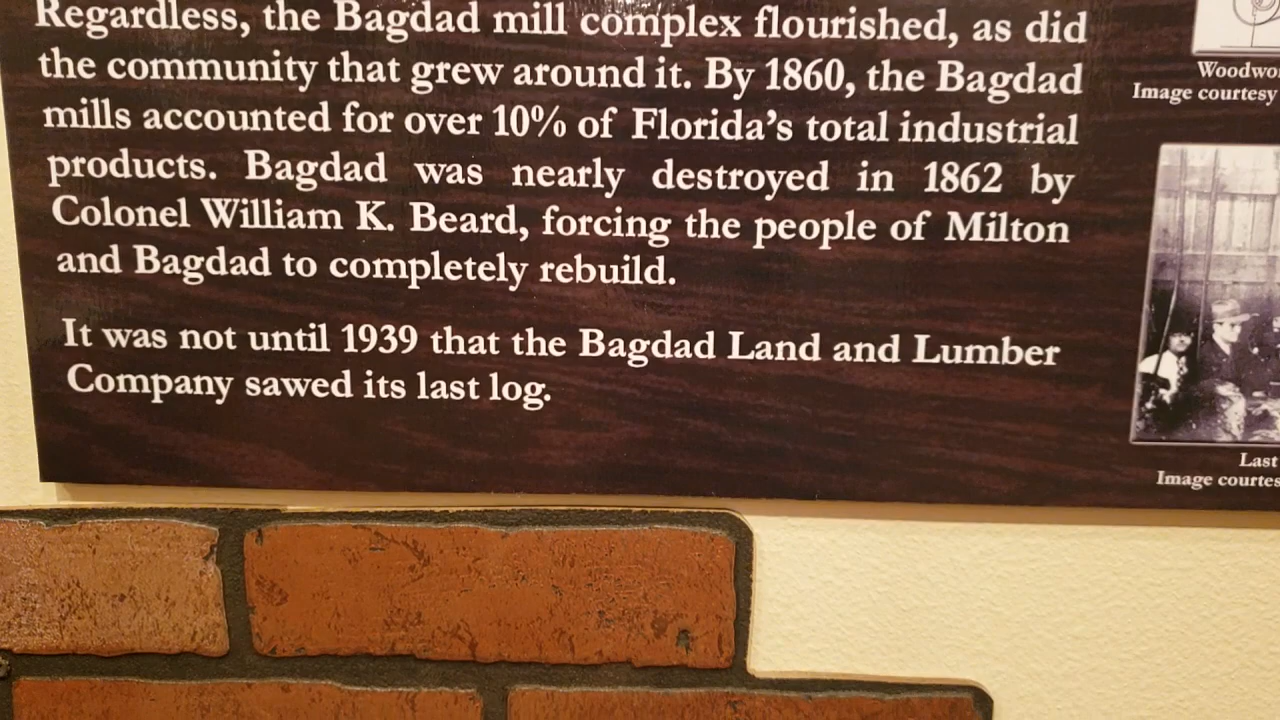 Regardless, the Bagdad mill complex flourished, as did
the community that grew around it. By 1860, the Bagdad
mills accounted for over 10% of Florida's total industrial
products. Bagdad was nearly destroyed in 1862 by
Colonel William K. Beard, forcing the people of Milton
and Bagdad to completely rebuild.
It was not until 1939 that the Bagdad Land and Lumber
Company sawed its last log.
Image courtesy
Last
Image